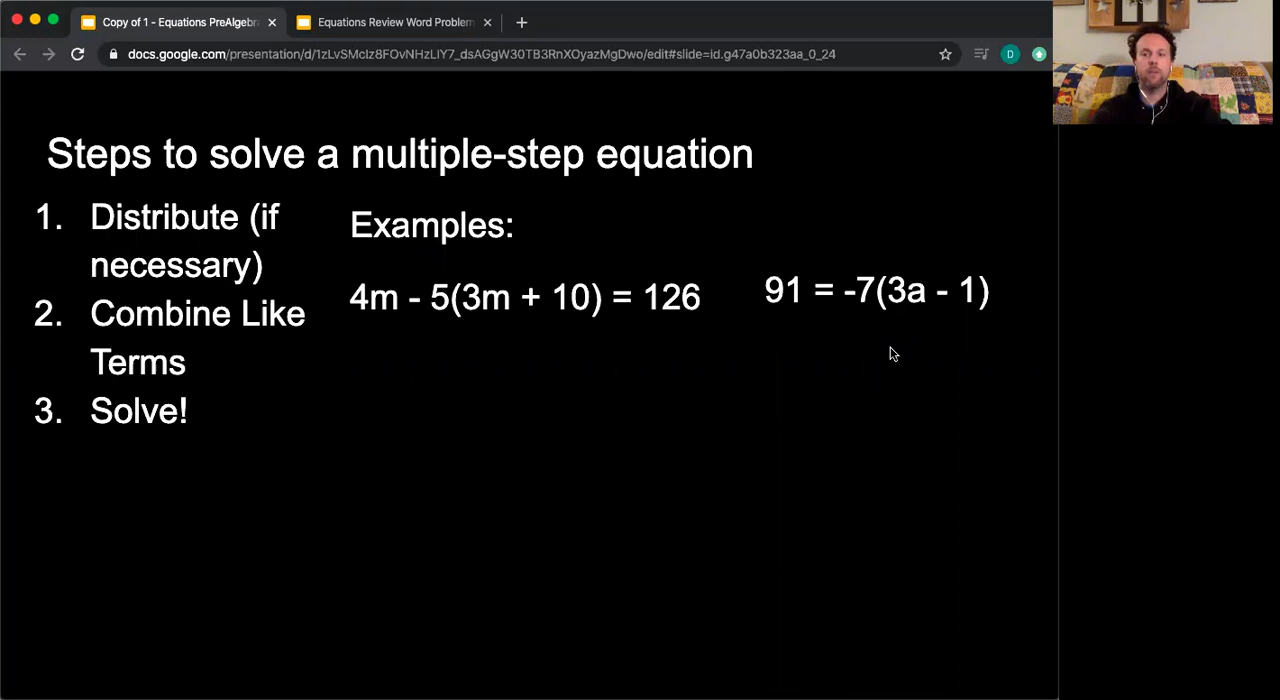 Copy of 1 - Equations PreAlgebra
Equations Review Word Problem
docs.google.com/presentation/d/1zLvSMcIz8FOvNHzLlY7_dsAGgW30TB3RnXOyazMgDwo/edit#slide=id.g47a0b323aa_0_24
D
Steps to solve a multiple-step equation
1. Distribute (if
necessary)
2. Combine Like
Terms
3. Solve!
Examples:
4m - 5(3m + 10) = 126
91 = -7(3a - 1)